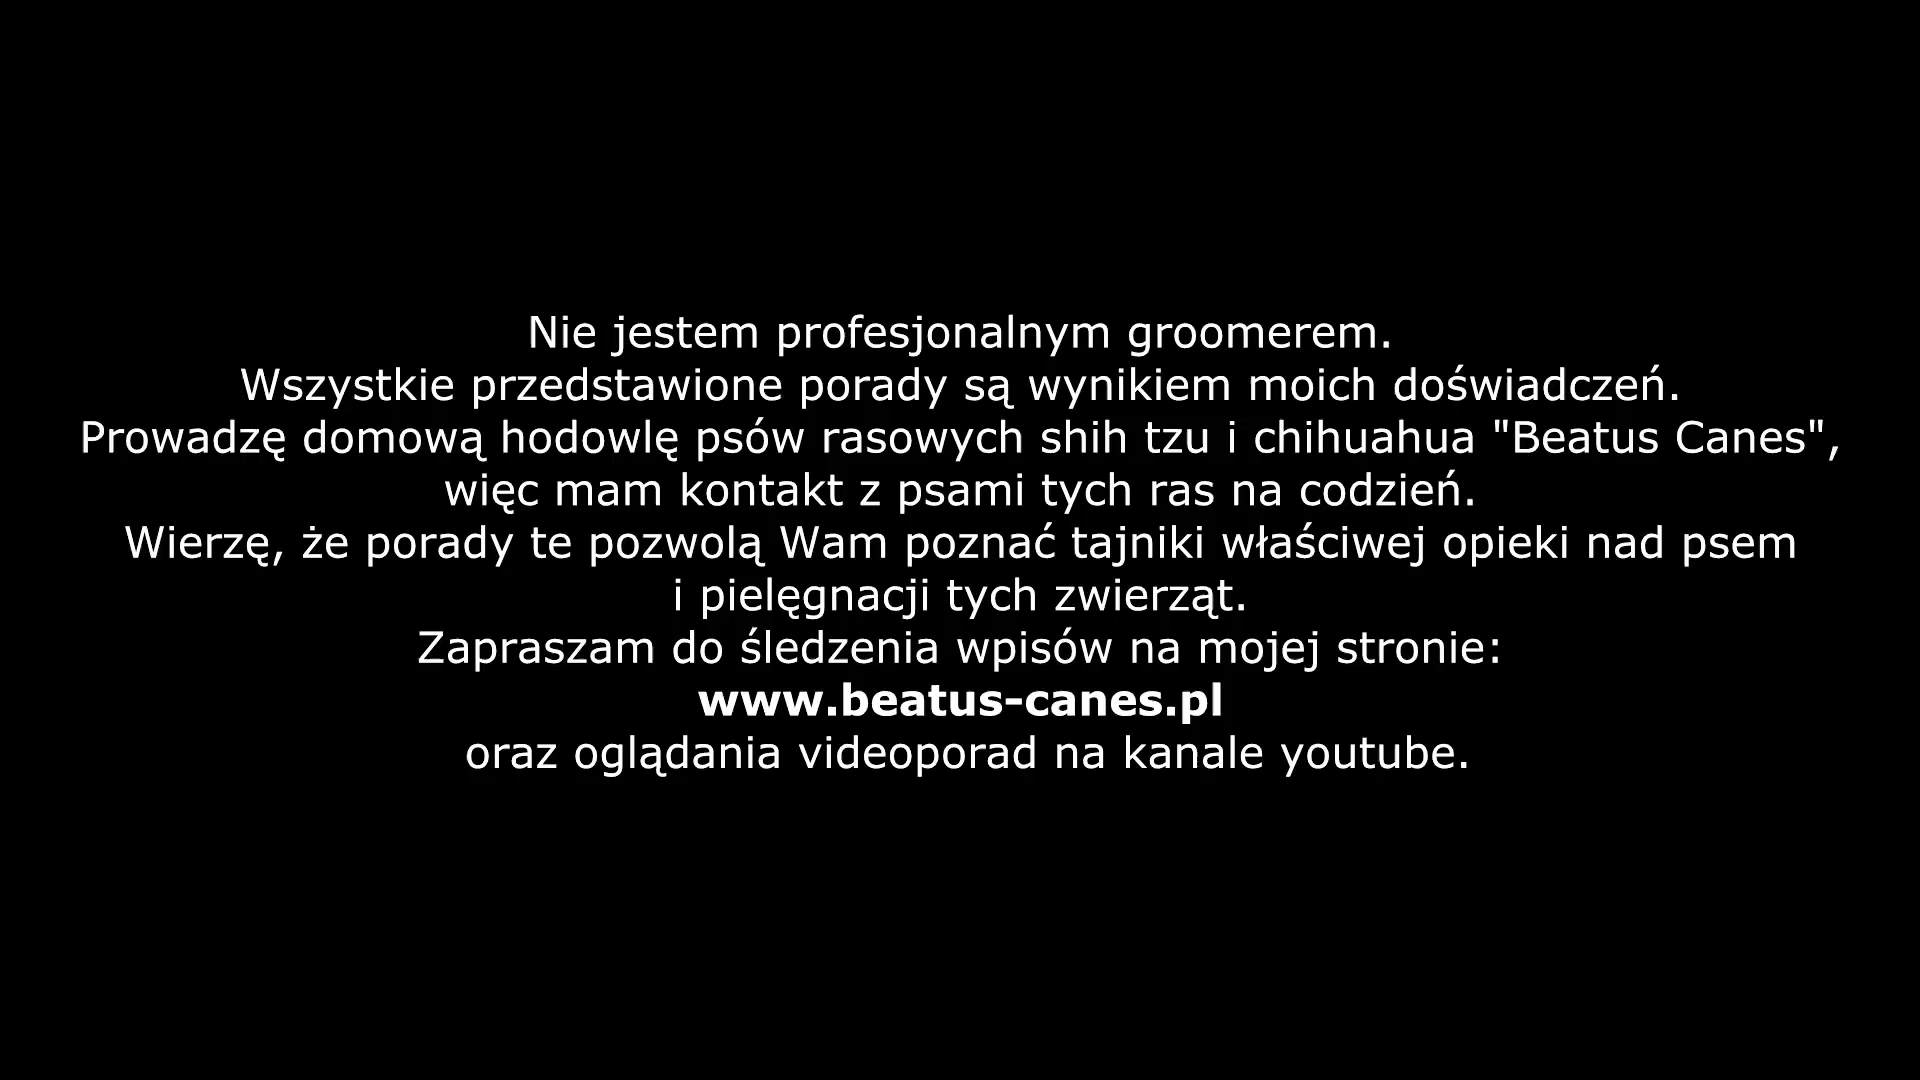 Nie jestem profesjonalnym groomerem.
Wszystkie przedstawione porady są wynikiem moich doświadczeń.
Prowadzę domową hodowlę psów rasowych shih tzu i chihuahua "Beatus Canes",
więc mam kontakt z psami tych ras na codzień.
Wierzę, że porady te pozwolą Wam poznać tajniki właściwej opieki nad psem
i pielęgnacji tych zwierząt.
Zapraszam do śledzenia wpisów na mojej stronie:
www.beatus-canes.pl
oraz oglądania videoporad na kanale youtube.